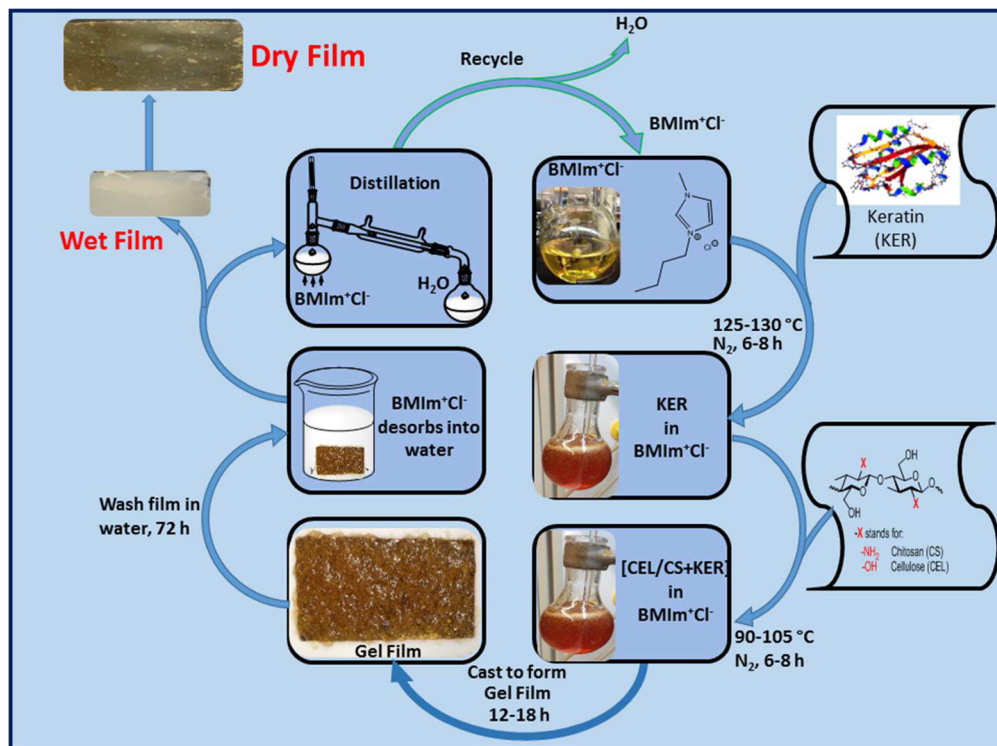 Dry Film
Wet Film
Recycle
H₂O
BMIm⁺Cl⁻
Distillation
BMIm⁺Cl⁻
H₂O
BMIm⁺Cl⁻
N
N
⊕
Cl
⊖
Keratin
(KER)
125-130 °C
N₂, 6-8 h
KER
in
BMIm⁺Cl⁻
X
OH
O
O
O
OH
X
-X stands for:
-NH₂ Chitosan (CS)
-OH Cellulose (CEL)
90-105 °C
N₂, 6-8 h
[CEL/CS+KER]
in
BMIm⁺Cl⁻
Cast to form
Gel Film
12-18 h
Gel Film
Wash film in
water, 72 h
BMIm⁺Cl⁻
desorbs into
water